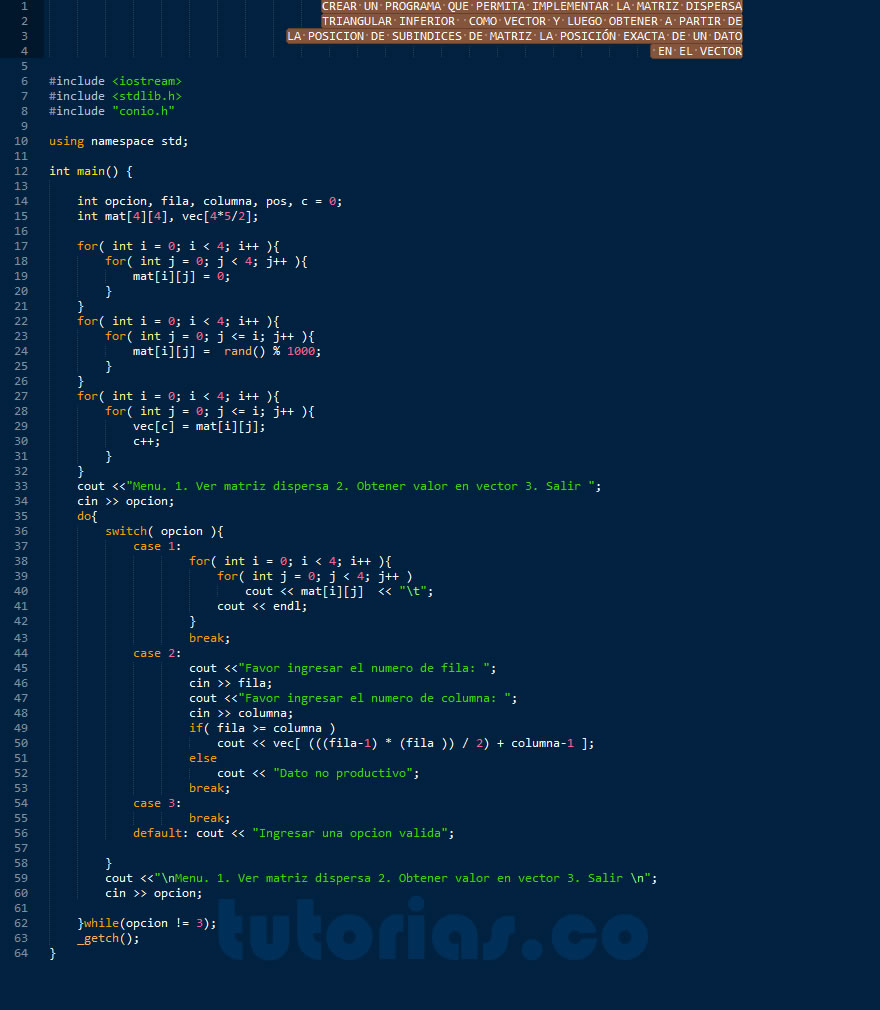 1 CREAR UN PROGRAMA QUE PERMITA IMPLEMENTAR LA MATRIZ DISPERSA
2 TRIANGULAR INFERIOR  COMO VECTOR Y LUEGO OBTENER A PARTIR DE
3 LA POSICION DE SUBINDICES DE MATRIZ LA POSICIÓN EXACTA DE UN DATO
4 EN EL VECTOR
5
6 #include <iostream>
7 #include <stdlib.h>
8 #include "conio.h"
9
10 using namespace std;
11
12 int main() {
13
14     int opcion, fila, columna, pos, c = 0;
15     int mat[4][4], vec[4*5/2];
16
17     for( int i = 0; i < 4; i++ ){
18         for( int j = 0; j < 4; j++ ){
19             mat[i][j] = 0;
20         }
21     }
22     for( int i = 0; i < 4; i++ ){
23         for( int j = 0; j <= i; j++ ){
24             mat[i][j] =  rand() % 1000;
25         }
26     }
27     for( int i = 0; i < 4; i++ ){
28         for( int j = 0; j <= i; j++ ){
29             vec[c] = mat[i][j];
30             c++;
31         }
32     }
33     cout <<"Menu. 1. Ver matriz dispersa 2. Obtener valor en vector 3. Salir ";
34     cin >> opcion;
35     do{
36         switch( opcion ){
37             case 1:
38                     for( int i = 0; i < 4; i++ ){
39                         for( int j = 0; j < 4; j++ )
40                             cout << mat[i][j]  << "\t";
41                         cout << endl;
42                     }
43                     break;
44             case 2:
45                     cout <<"Favor ingresar el numero de fila: ";
46                     cin >> fila;
47                     cout <<"Favor ingresar el numero de columna: ";
48                     cin >> columna;
49                     if( fila >= columna )
50                         cout << vec[ (((fila-1) * (fila )) / 2) + columna-1 ];
51                     else
52                         cout << "Dato no productivo";
53                     break;
54             case 3:
55                     break;
56             default: cout << "Ingresar una opcion valida";
57
58         }
59         cout <<"\nMenu. 1. Ver matriz dispersa 2. Obtener valor en vector 3. Salir \n";
60         cin >> opcion;
61
62     }while(opcion != 3);
63     _getch();
64 }
tutorias.co